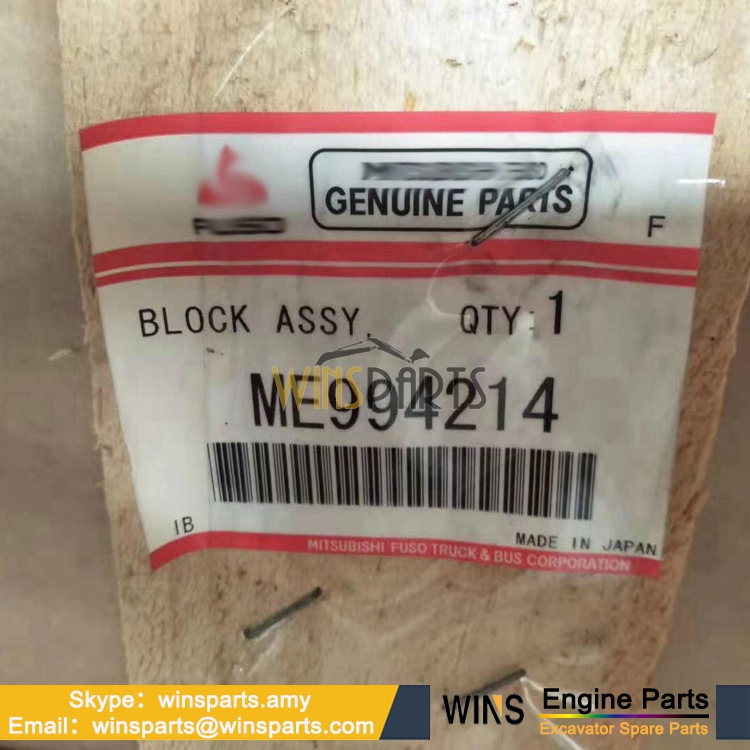 FUSO
GENUINE PARTS
F
BLOCK ASSY, QTY 1
WINSPARTS
ME994214
IB
MADE IN JAPAN
MITSUBISHI FUSO TRUCK & BUS CORPORATION
Skype: winsparts.amy
Email: winsparts@winsparts.com
WINS Engine Parts
Excavator Spare Parts